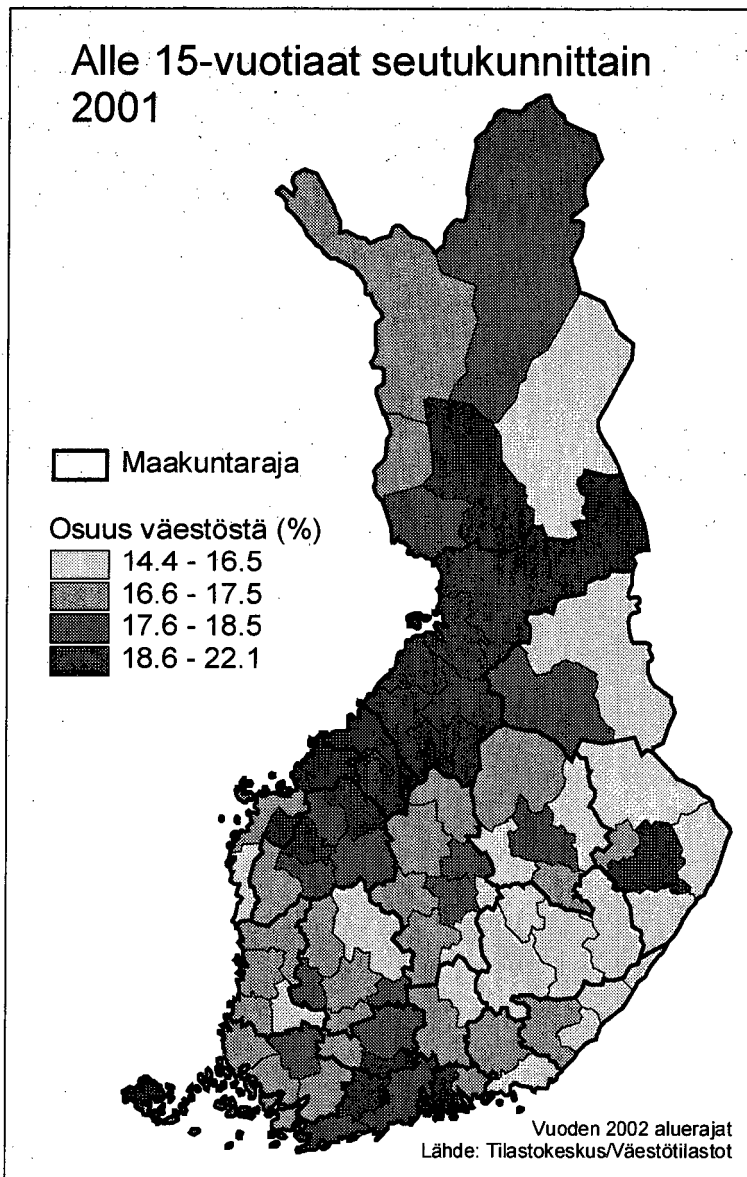 Alle 15-vuotiaat seutukunnittain
2001
Maakuntaraja
Osuus väestöstä (%)
14.4 - 16.5
16.6 - 17.5
17.6 - 18.5
18.6 - 22.1
Vuoden 2002 aluerajat
Lähde: Tilastokeskus/Väestötilastot